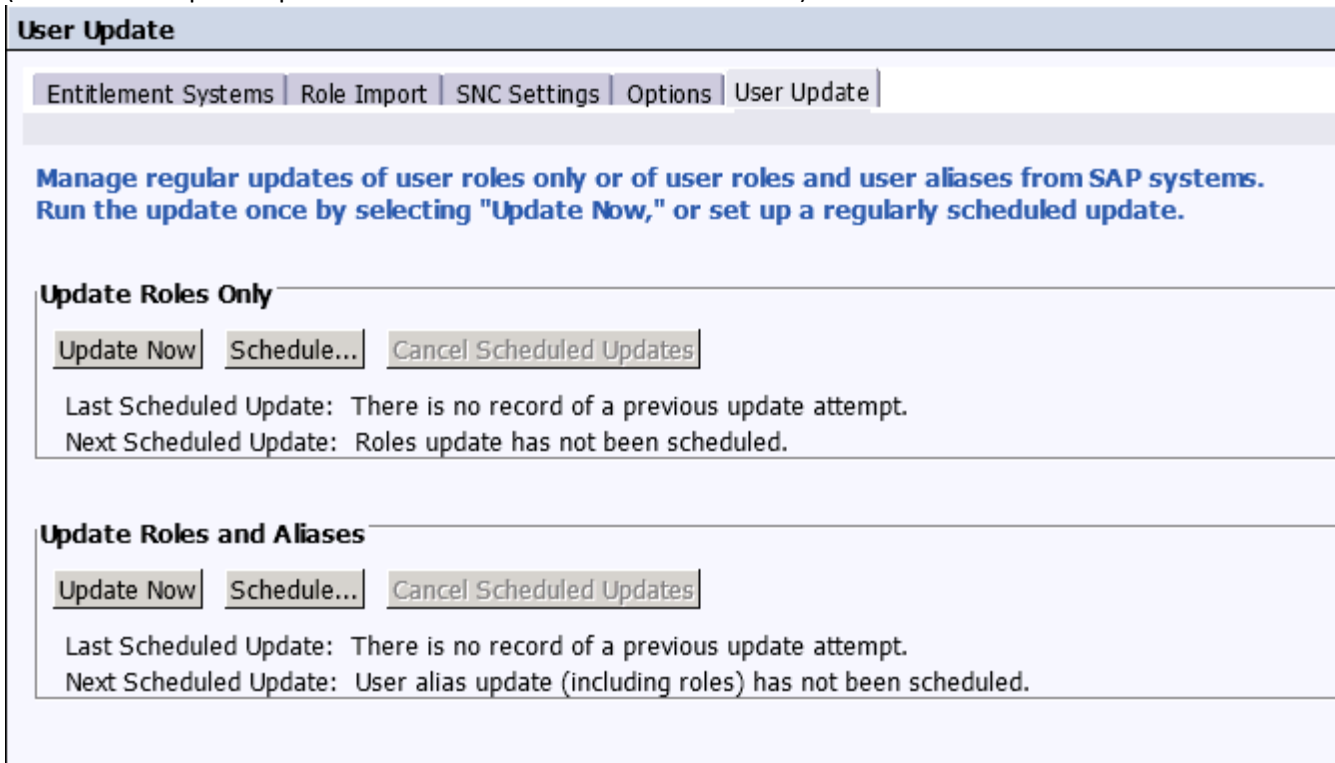 User Update
Entitlement Systems Role Import SNC Settings Options User Update
Manage regular updates of user roles only or of user roles and user aliases from SAP systems.
Run the update once by selecting "Update Now," or set up a regularly scheduled update.
Update Roles Only
Update Now Schedule... Cancel Scheduled Updates
Last Scheduled Update: There is no record of a previous update attempt.
Next Scheduled Update: Roles update has not been scheduled.
Update Roles and Aliases
Update Now Schedule... Cancel Scheduled Updates
Last Scheduled Update: There is no record of a previous update attempt.
Next Scheduled Update: User alias update (including roles) has not been scheduled.